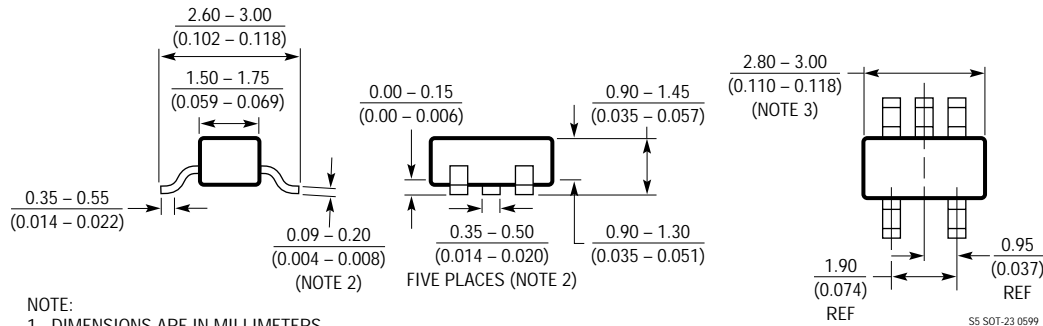 2.60 – 3.00
(0.102 – 0.118)
1.50 – 1.75
(0.059 – 0.069)
0.00 – 0.15
(0.00 – 0.006)
0.90 – 1.45
(0.035 – 0.057)
2.80 – 3.00
(0.110 – 0.118)
(NOTE 3)
0.35 – 0.55
(0.014 – 0.022)
0.09 – 0.20
(0.004 – 0.008)
(NOTE 2)
0.35 – 0.50
(0.014 – 0.020)
FIVE PLACES (NOTE 2)
0.90 – 1.30
(0.035 – 0.051)
1.90
(0.074)
REF
0.95
(0.037)
REF
NOTE:
1. DIMENSIONS ARE IN MILLIMETERS
S5 SOT-23 0599